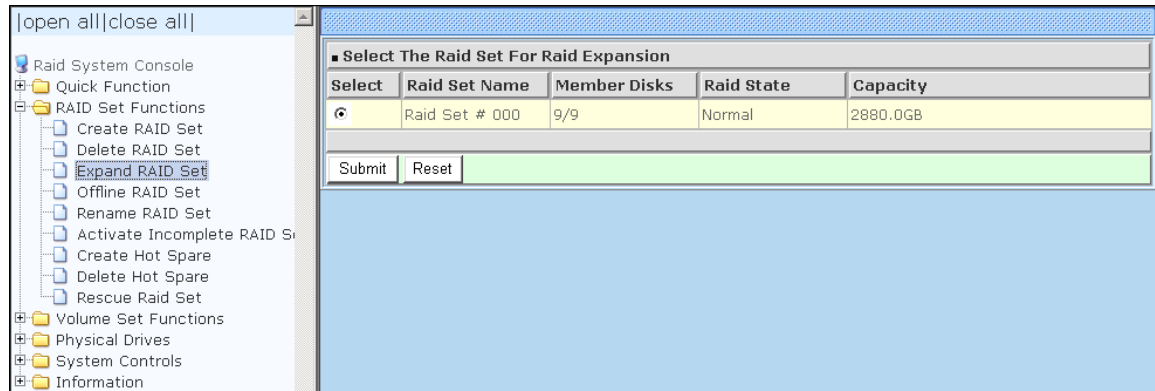 |open all|close all|
Raid System Console
Quick Function
RAID Set Functions
Create RAID Set
Delete RAID Set
Expand RAID Set
Offline RAID Set
Rename RAID Set
Activate Incomplete RAID S
Create Hot Spare
Delete Hot Spare
Rescue Raid Set
Volume Set Functions
Physical Drives
System Controls
Information
Select The Raid Set For Raid Expansion
Select Raid Set Name Member Disks Raid State Capacity
Raid Set # 000 9/9 Normal 2880.0GB
Submit Reset